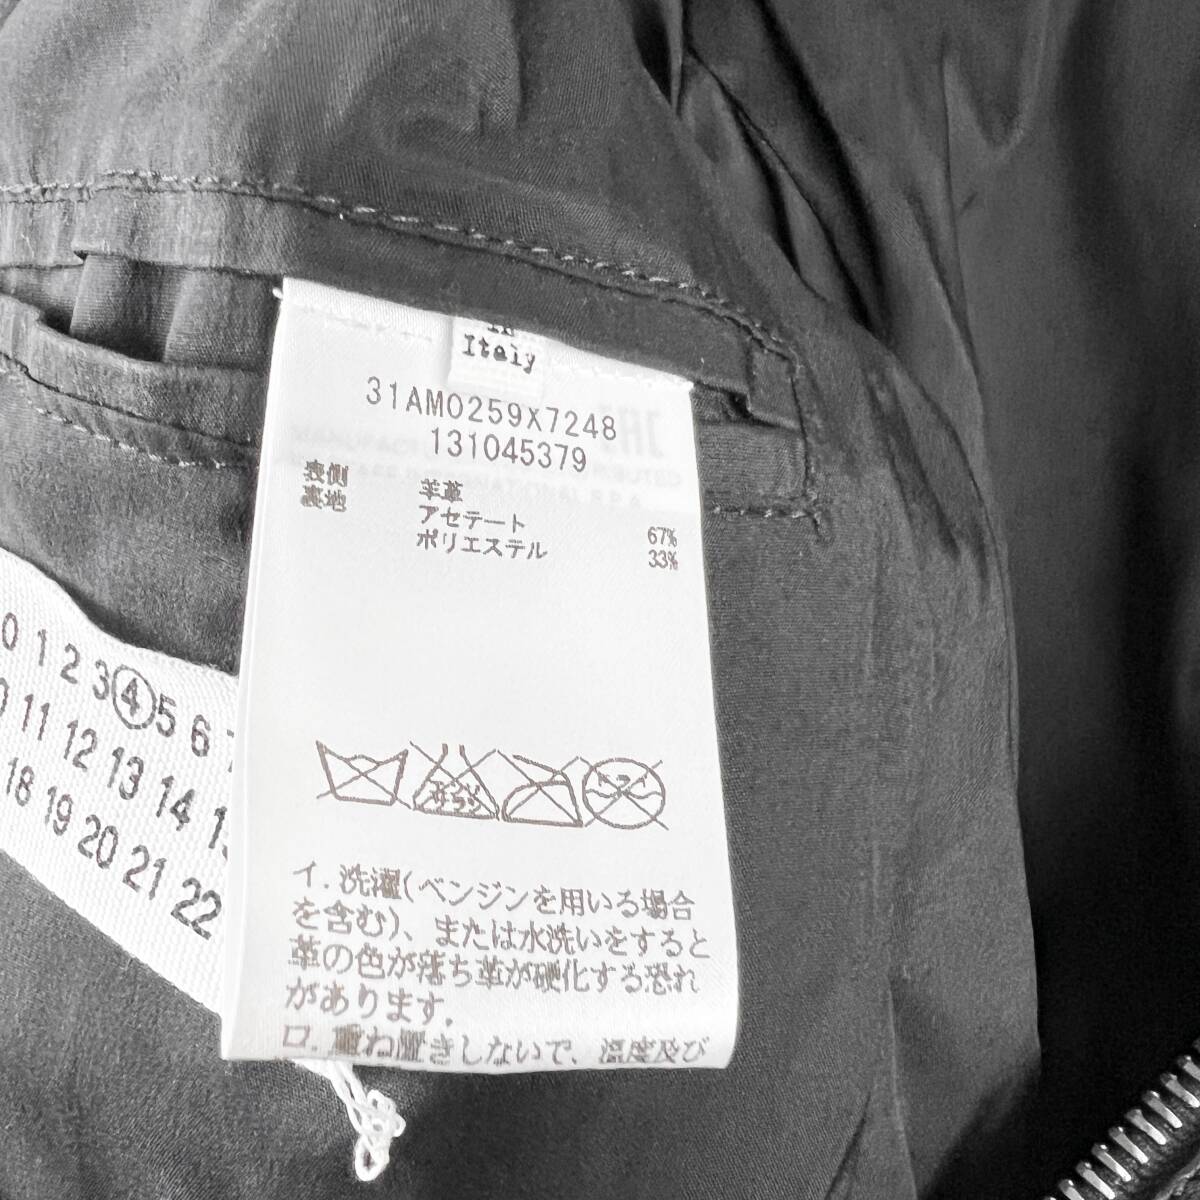 Italy
31AM0259X7248
131045379
表側 羊革
裏地 アセテート 67%
ポリエステル 33%
0 1 2 3 4 5 6
11 12 13 14
18 19 20 21 22
イ.洗濯(ベンジンを用いる場合
を含む)、または水洗いをすると
革の色が落ち革が硬化する恐れ
があります.
ロ.重ね置きしないで、温度及び